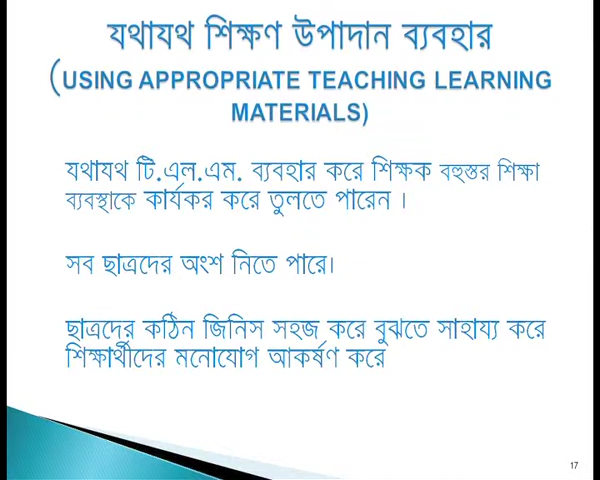 যথাযথ শিক্ষণ উপাদান ব্যবহার
(USING APPROPRIATE TEACHING LEARNING
MATERIALS)
যথাযথ টি.এল.এম. ব্যবহার করে শিক্ষক বহুস্তর শিক্ষা
ব্যবস্থাকে কার্যকর করে তুলতে পারেন ।
সব ছাত্রদের অংশ নিতে পারে।
ছাত্রদের কঠিন জিনিস সহজ করে বুঝতে সাহায্য করে
শিক্ষার্থীদের মনোযোগ আকর্ষণ করে
17